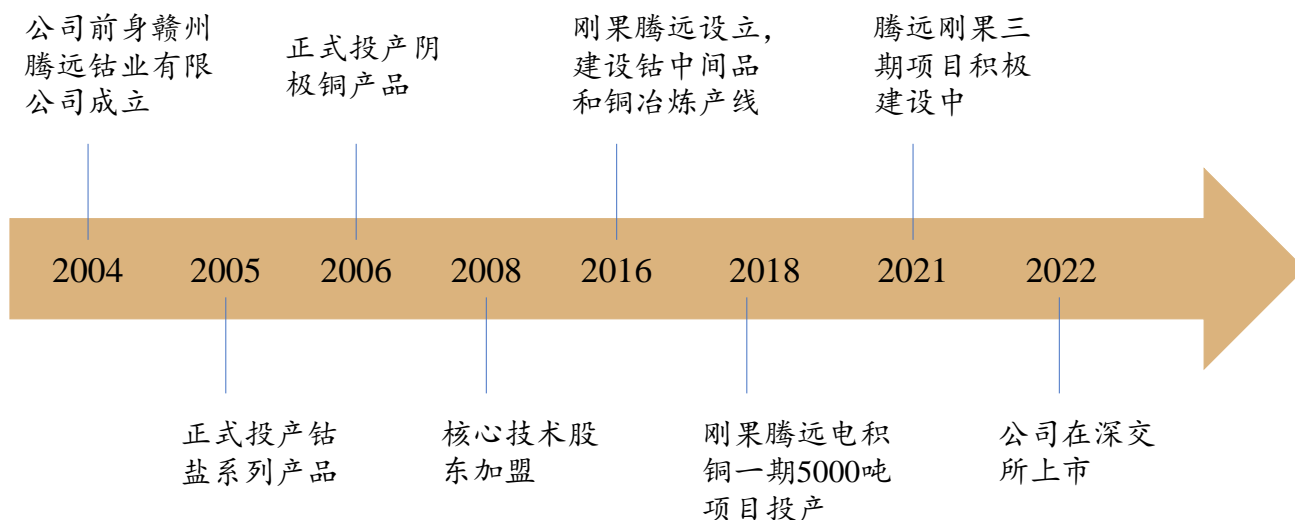 公司前身赣州
腾远钴业有限
公司成立
正式投产阴
极铜产品
刚果腾远设立,
建设钴中间品
和铜冶炼产线
腾远刚果三
期项目积极
建设中
2004
2005
2006
2008
2016
2018
2021
2022
正式投产钴
盐系列产品
核心技术股
东加盟
刚果腾远电积
铜一期5000吨
项目投产
公司在深交
所上市